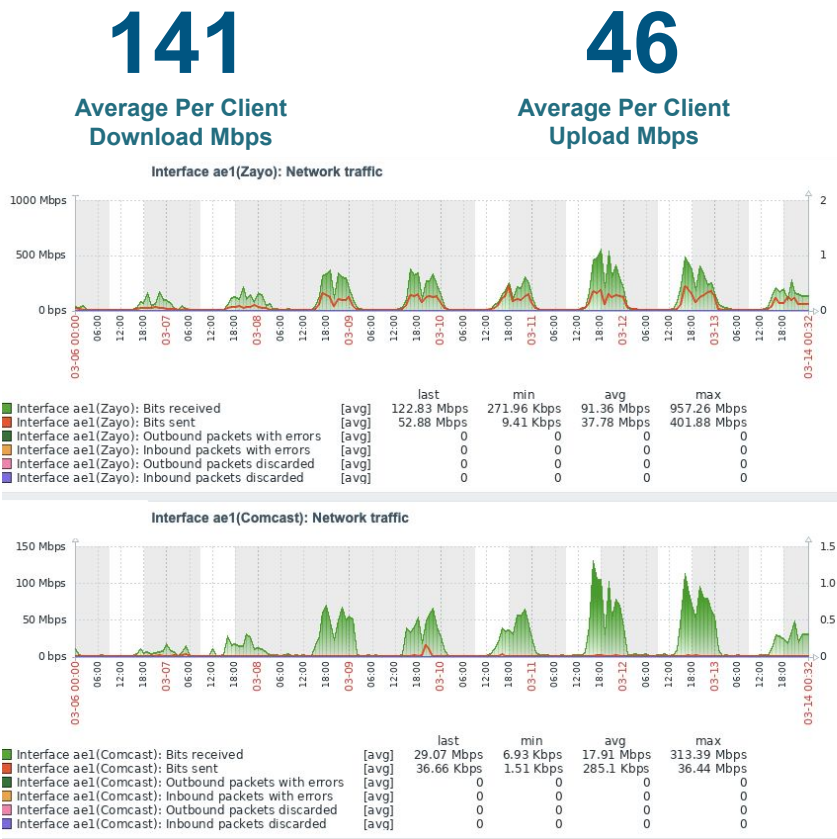 141
46
Average Per Client
Download Mbps
Average Per Client
Upload Mbps
Interface ae1(Zayo): Network traffic
1000 Mbps
500 Mbps
0 bps
2
1
0
03-06 00:00 06:00 12:00 18:00 03-07 06:00 12:00 18:00 03-08 06:00 12:00 18:00 03-09 06:00 12:00 18:00 03-10 06:00 12:00 18:00 03-11 06:00 12:00 18:00 03-12 06:00 12:00 18:00 03-13 06:00 12:00 18:00 03-14 00:32
last min avg max
Interface ae1(Zayo): Bits received [avg] 122.83 Mbps 271.96 Kbps 91.36 Mbps 957.26 Mbps
Interface ae1(Zayo): Bits sent [avg] 52.88 Mbps 9.41 Kbps 37.78 Mbps 401.88 Mbps
Interface ae1(Zayo): Outbound packets with errors [avg] 0 0 0 0
Interface ae1(Zayo): Inbound packets with errors [avg] 0 0 0 0
Interface ae1(Zayo): Outbound packets discarded [avg] 0 0 0 0
Interface ae1(Zayo): Inbound packets discarded [avg] 0 0 0 0
Interface ae1(Comcast): Network traffic
150 Mbps
100 Mbps
50 Mbps
0 bps
1.5
1.0
0.5
0
03-06 00:00 06:00 12:00 18:00 03-07 06:00 12:00 18:00 03-08 06:00 12:00 18:00 03-09 06:00 12:00 18:00 03-10 06:00 12:00 18:00 03-11 06:00 12:00 18:00 03-12 06:00 12:00 18:00 03-13 06:00 12:00 18:00 03-14 00:32
last min avg max
Interface ae1(Comcast): Bits received [avg] 29.07 Mbps 6.93 Kbps 17.91 Mbps 313.39 Mbps
Interface ae1(Comcast): Bits sent [avg] 36.66 Kbps 1.51 Kbps 285.1 Kbps 36.44 Mbps
Interface ae1(Comcast): Outbound packets with errors [avg] 0 0 0 0
Interface ae1(Comcast): Inbound packets with errors [avg] 0 0 0 0
Interface ae1(Comcast): Outbound packets discarded [avg] 0 0 0 0
Interface ae1(Comcast): Inbound packets discarded [avg] 0 0 0 0